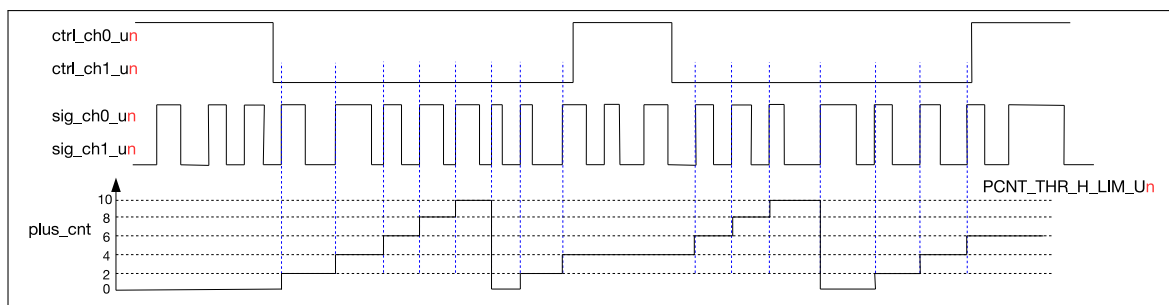 ctrl_ch0_un
ctrl_ch1_un
sig_ch0_un
sig_ch1_un
PCNT_THR_H_LIM_Un
plus_cnt
10
8
6
4
2
0